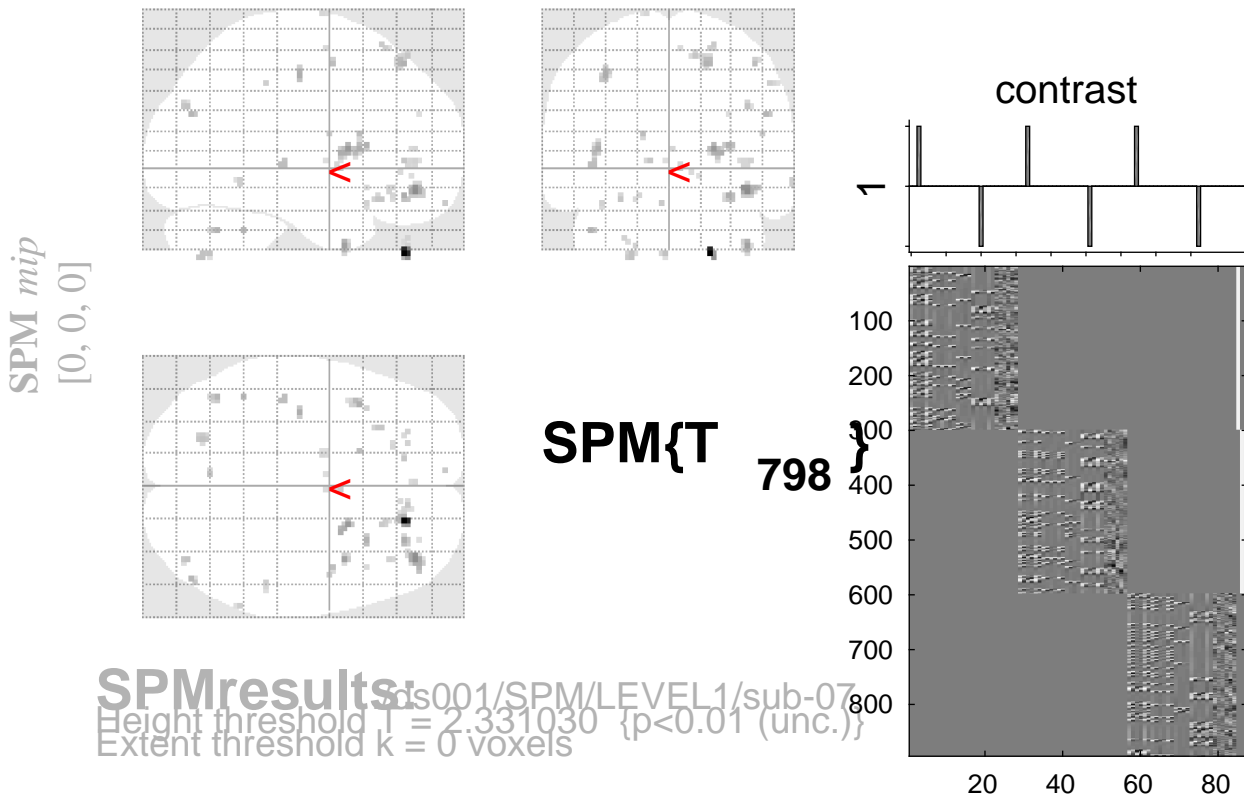 contrast
1
SPM mip
[0, 0, 0]
<
<
<
SPM{T 798 }
100
200
300
400
500
600
700
800
20 40 60 80
SPMresults: /ds001/SPM/LEVEL1/sub-07
Height threshold T = 2.331030 {p<0.01 (unc.)}
Extent threshold k = 0 voxels